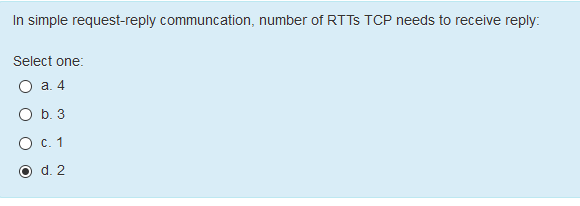 In simple request-reply communcation, number of RTTs TCP needs to receive reply:
Select one:
a. 4
b. 3
c. 1
d. 2